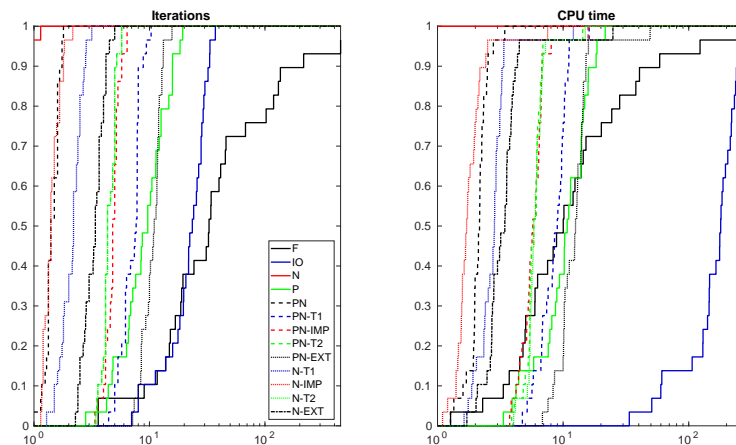 Iterations
CPU time
1
0.9
0.8
0.7
0.6
0.5
0.4
0.3
0.2
0.1
0
10^0
10^1
10^2
F
IO
N
P
PN
PN-T1
PN-IMP
PN-T2
PN-EXT
N-T1
N-IMP
N-T2
N-EXT
1
0.9
0.8
0.7
0.6
0.5
0.4
0.3
0.2
0.1
0
10^0
10^1
10^2